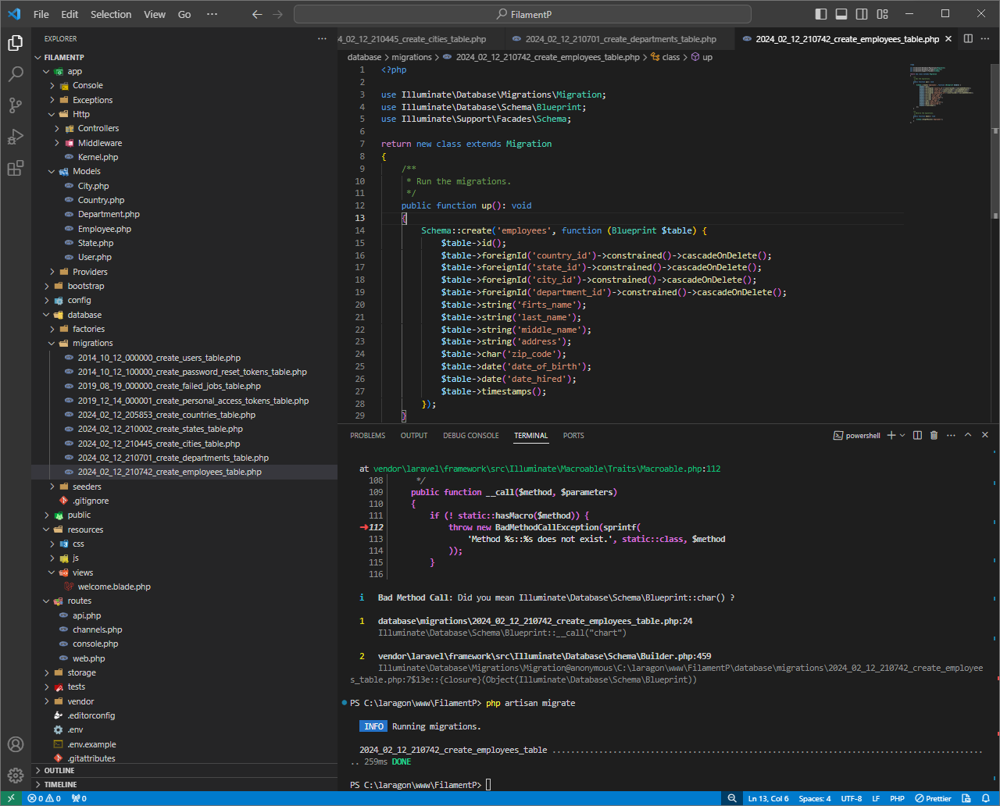 File Edit Selection View Go ··· FilamentP
EXPLORER
FILAMENTP
app
Console
Exceptions
Http
Controllers
Middleware
Kernel.php
Models
City.php
Country.php
Department.php
Employee.php
State.php
User.php
Providers
bootstrap
config
database
factories
migrations
2014_10_12_000000_create_users_table.php
2014_10_12_100000_create_password_reset_tokens_table.php
2019_08_19_000000_create_failed_jobs_table.php
2019_12_14_000001_create_personal_access_tokens_table.php
2024_02_12_205853_create_countries_table.php
2024_02_12_210002_create_states_table.php
2024_02_12_210445_create_cities_table.php
2024_02_12_210701_create_departments_table.php
2024_02_12_210742_create_employees_table.php
seeders
.gitignore
public
resources
css
js
views
welcome.blade.php
routes
api.php
channels.php
console.php
web.php
storage
tests
vendor
.editorconfig
.env
.env.example
.gitattributes
OUTLINE
TIMELINE
4_02_12_210445_create_cities_table.php 2024_02_12_210701_create_departments_table.php 2024_02_12_210742_create_employees_table.php
database > migrations > 2024_02_12_210742_create_employees_table.php > class > up
1 <?php
2
3 use Illuminate\Database\Migrations\Migration;
4 use Illuminate\Database\Schema\Blueprint;
5 use Illuminate\Support\Facades\Schema;
6
7 return new class extends Migration
8 {
9 /**
10 * Run the migrations.
11 */
12 public function up(): void
13 {
14 Schema::create('employees', function (Blueprint $table) {
15 $table->id();
16 $table->foreignId('country_id')->constrained()->cascadeOnDelete();
17 $table->foreignId('state_id')->constrained()->cascadeOnDelete();
18 $table->foreignId('city_id')->constrained()->cascadeOnDelete();
19 $table->foreignId('department_id')->constrained()->cascadeOnDelete();
20 $table->string('firts_name');
21 $table->string('last_name');
22 $table->string('middle_name');
23 $table->string('address');
24 $table->char('zip_code');
25 $table->date('date_of_birth');
26 $table->date('date_hired');
27 $table->timestamps();
28 });
29 }
PROBLEMS OUTPUT DEBUG CONSOLE TERMINAL PORTS powershell
at vendor\laravel\framework\src\Illuminate\Macroable\Traits\Macroable.php:112
108 */
109 public function __call($method, $parameters)
110 {
111 if (! static::hasMacro($method)) {
➜112 throw new BadMethodCallException(sprintf(
113 'Method %s::%s does not exist.', static::class, $method
114 ));
115 }
116
i Bad Method Call: Did you mean Illuminate\Database\Schema\Blueprint::char() ?
1 database\migrations\2024_02_12_210742_create_employees_table.php:24
Illuminate\Database\Schema\Blueprint::__call("chart")
2 vendor\laravel\framework\src\Illuminate\Database\Schema\Builder.php:459
Illuminate\Database\Migrations\Migration@anonymous\C:\laragon\www\FilamentP\database\migrations\2024_02_12_210742_create_employee
s_table.php:7$13e::{closure}(Object(Illuminate\Database\Schema\Blueprint))
PS C:\laragon\www\FilamentP> php artisan migrate
INFO Running migrations.
2024_02_12_210742_create_employees_table ............................................................................................
.. 259ms DONE
PS C:\laragon\www\FilamentP>
0 0 0 Ln 13, Col 6 Spaces: 4 UTF-8 LF PHP Prettier